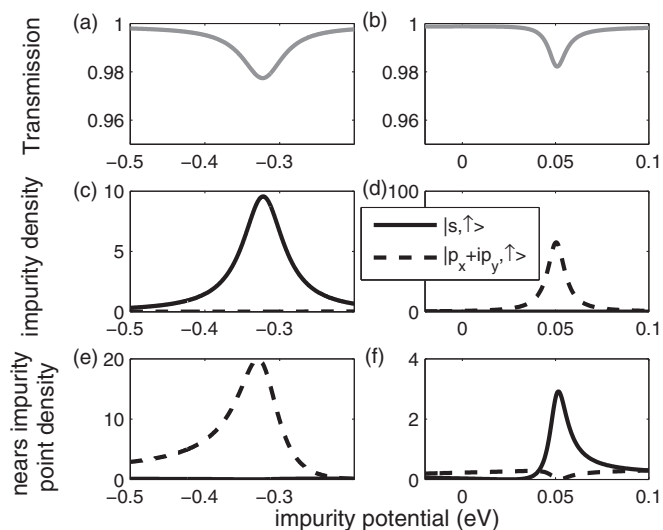 (a)
(b)
Transmission
1
0.98
0.96
−0.5 −0.4 −0.3
1
0.98
0.96
0 0.05 0.1
(c)
(d)
impurity density
10
5
0
−0.5 −0.4 −0.3
100
50
0
0 0.05 0.1
|s,↑>
|p_x+ip_y,↑>
(e)
(f)
nears impurity
point density
20
10
0
−0.5 −0.4 −0.3
4
2
0
0 0.05 0.1
impurity potential (eV)